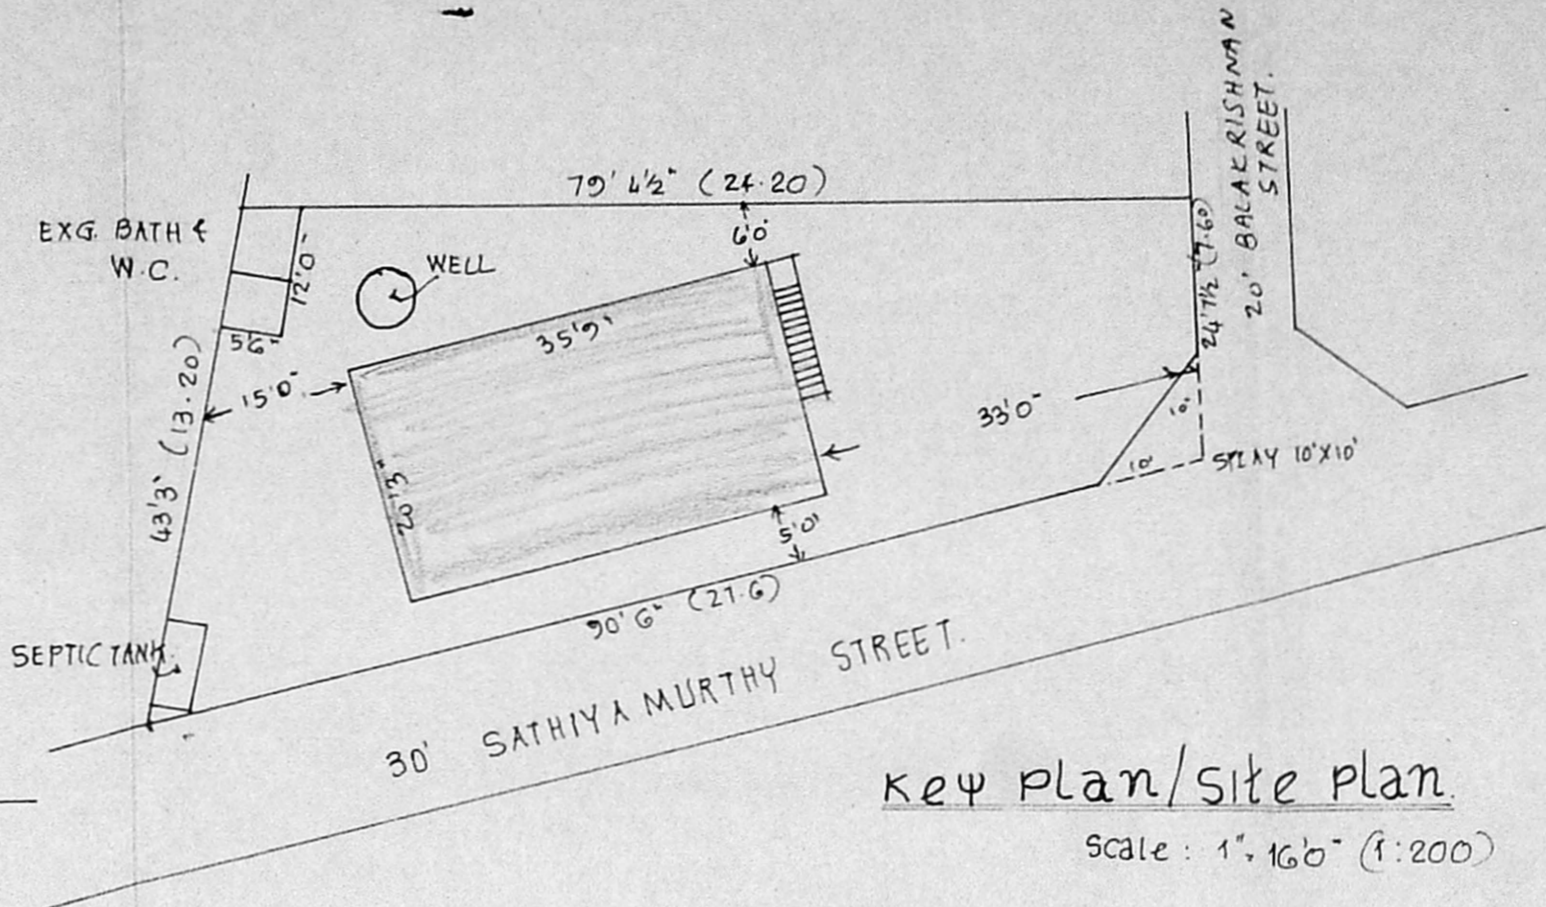 20' BALAKRISHNAN
STREET.
79' 4½" (24.20)
EXG. BATH &
W.C.
6'0"
WELL
12'0"
24'7½ (7.60)
5'6"
35'9"
15'0"
43'3" (13.20)
33'0"
10'
10'
SPLAY 10'X10'
20'3"
5'0"
90'6" (27.6)
SEPTIC TANK.
30' SATHIYA MURTHY STREET.
Key Plan/Site Plan.
Scale: 1"= 16'0" (1:200)